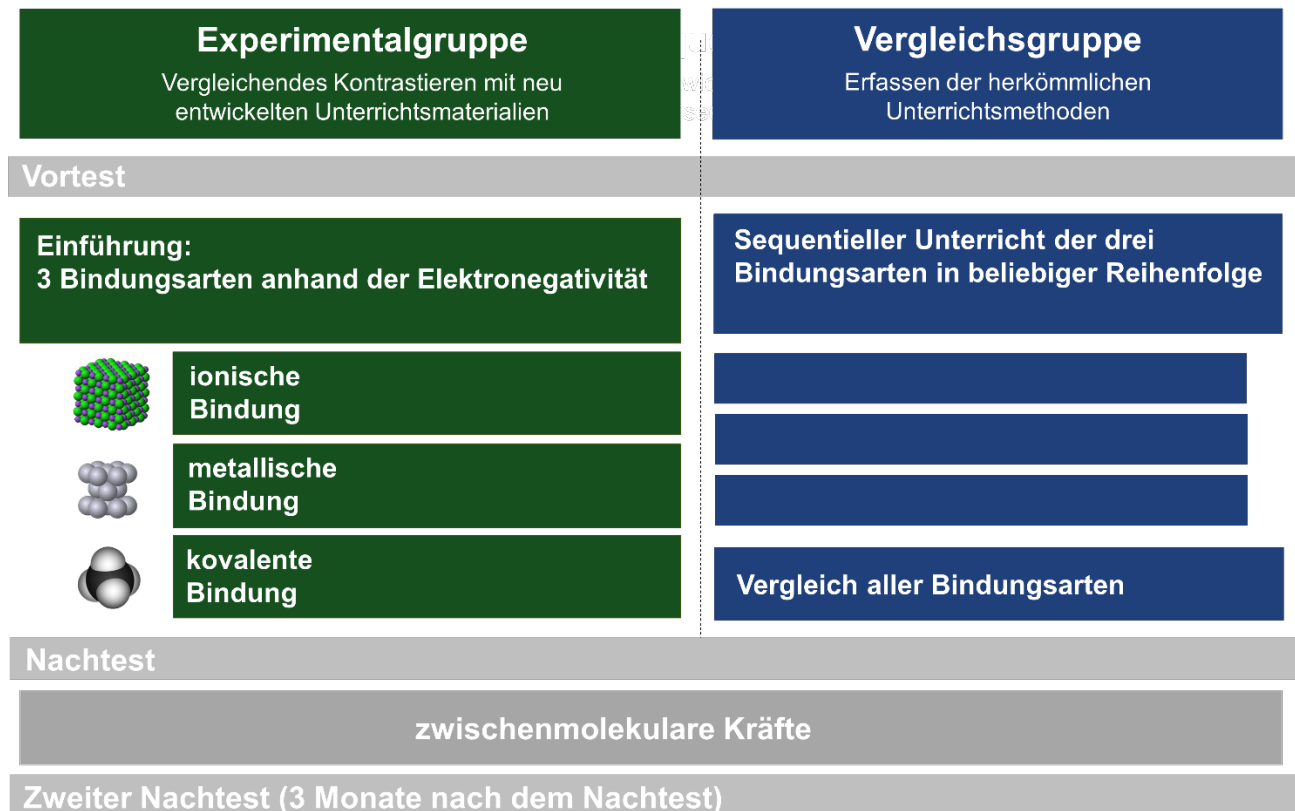 Experimentalgruppe
Vergleichendes Kontrastieren mit neu
entwickelten Unterrichtsmaterialien
Vergleichsgruppe
Erfassen der herkömmlichen
Unterrichtsmethoden
Vortest
Einführung:
3 Bindungsarten anhand der Elektronegativität
Sequentieller Unterricht der drei
Bindungsarten in beliebiger Reihenfolge
ionische
Bindung
metallische
Bindung
kovalente
Bindung
Vergleich aller Bindungsarten
Nachtest
zwischenmolekulare Kräfte
Zweiter Nachtest (3 Monate nach dem Nachtest)